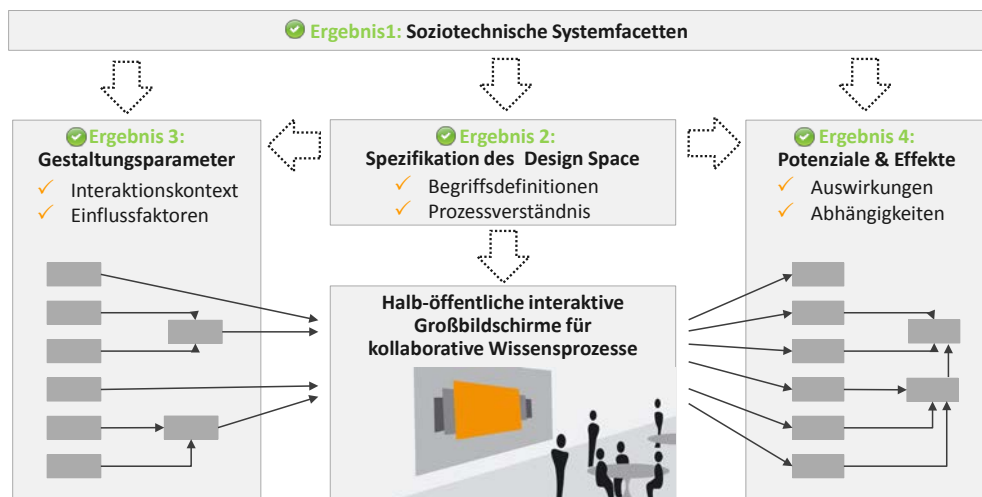 Ergebnis1: Soziotechnische Systemfacetten
Ergebnis 3:
Gestaltungsparameter
Interaktionskontext
Einflussfaktoren
Ergebnis 2:
Spezifikation des Design Space
Begriffsdefinitionen
Prozessverständnis
Ergebnis 4:
Potenziale & Effekte
Auswirkungen
Abhängigkeiten
Halb-öffentliche interaktive
Großbildschirme für
kollaborative Wissensprozesse